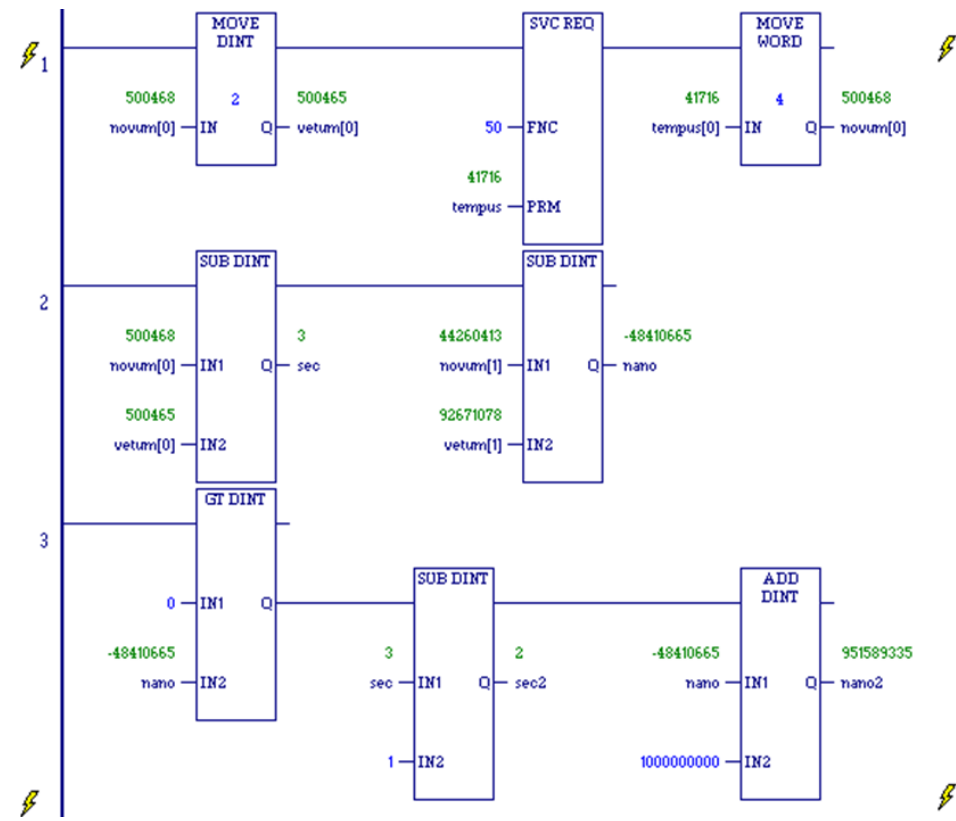 MOVE DINT SVC REQ MOVE WORD
1
500468 2 500465 41716 4 500468
novum[0] IN Q vetum[0] 50 FNC tempus[0] IN Q novum[0]
41716
tempus PRM
SUB DINT SUB DINT
2
500468 3 44260413 -48410665
novum[0] IN1 Q sec novum[1] IN1 Q nano
500465 92671078
vetum[0] IN2 vetum[1] IN2
GT DINT
3
SUB DINT ADD DINT
0 IN1 Q
-48410665 3 2 -48410665 951589335
nano IN2 sec IN1 Q sec2 nano IN1 Q nano2
1 IN2 1000000000 IN2